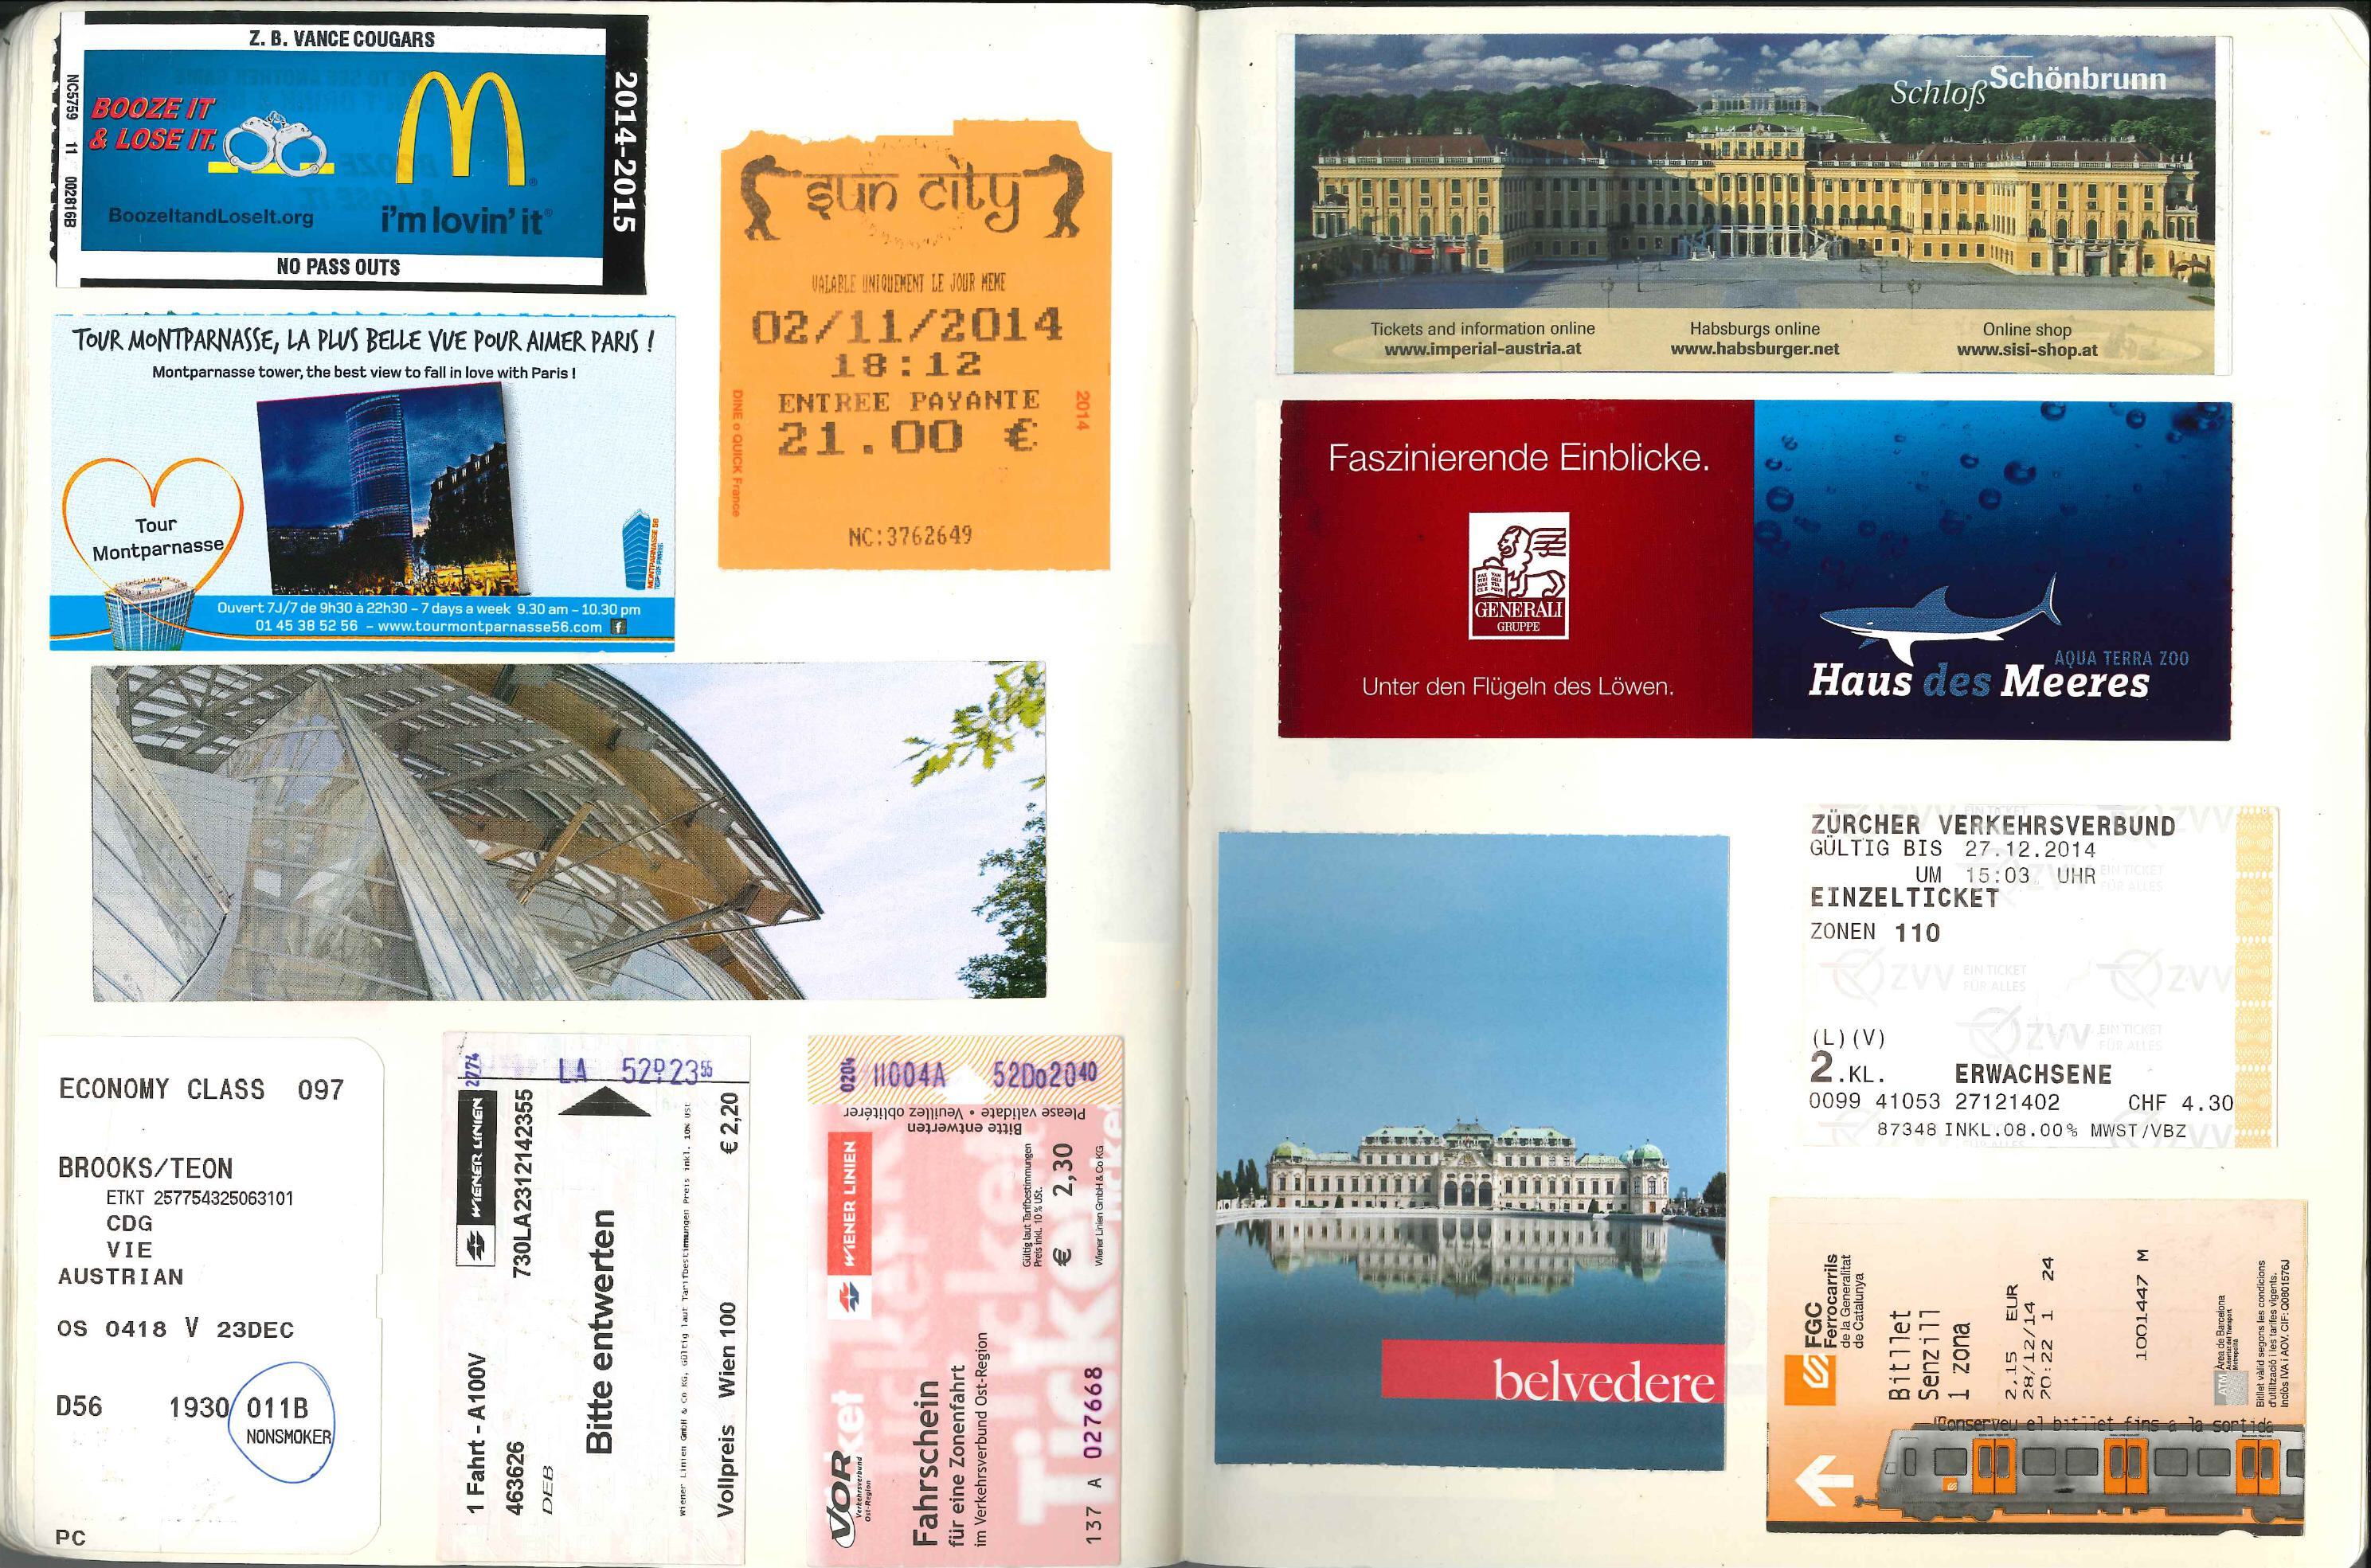 Z. B. VANCE COUGARS
NC5759 11 002816B
BOOZE IT
& LOSE IT.
BoozeItandLoseIt.org
i'm lovin' it®
2014-2015
NO PASS OUTS
TOUR MONTPARNASSE, LA PLUS BELLE VUE POUR AIMER PARIS !
Montparnasse tower, the best view to fall in love with Paris !
Tour
Montparnasse
MONTPARNASSE 56
Ouvert 7J/7 de 9h30 à 22h30 – 7 days a week 9.30 am – 10.30 pm
01 45 38 52 56 – www.tourmontparnasse56.com f
sun city
VALABLE UNIQUEMENT LE JOUR MEME
02/11/2014
18:12
ENTREE PAYANTE
21.00 €
NC:3762649
DINE o QUICK France
2014
ECONOMY CLASS 097
BROOKS/TEON
ETKT 257754325063101
CDG
VIE
AUSTRIAN
OS 0418 V 23DEC
D56 1930 011B
NONSMOKER
PC
2774 LA 52P23 55
WIENER LINIEN
1 Fahrt - A100V
730LA23121142355
463626
DEB
Bitte entwerten
Wiener Linien GmbH & Co KG, Gültig laut Tarifbestimmungen Preis inkl. 10% USt
Vollpreis Wien 100 € 2,20
0204 11004A 52Do20 40
Bitte entwerten
Please validate • Veuillez oblitérer
WIENER LINIEN
VOR
Verkehrsverbund
Ost-Region
Ticket
Fahrschein
für eine Zonenfahrt
im Verkehrsverbund Ost-Region
Gültig laut Tarifbestimmungen
Preis inkl. 10 % USt.
€ 2,30
Wiener Linien GmbH & Co KG
137 A 027668
Schloß Schönbrunn
Tickets and information online
www.imperial-austria.at
Habsburgs online
www.habsburger.net
Online shop
www.sisi-shop.at
Faszinierende Einblicke.
GENERALI
GRUPPE
Unter den Flügeln des Löwen.
AQUA TERRA ZOO
Haus des Meeres
belvedere
ZÜRCHER VERKEHRSVERBUND
GÜLTIG BIS 27.12.2014
UM 15:03 UHR
EINZELTICKET
ZONEN 110
ZVV EIN TICKET
FÜR ALLES
(L)(V)
2.KL. ERWACHSENE
0099 41053 27121402 CHF 4.30
87348 INKL.08.00% MWST/VBZ
FGC
Ferrocarrils
de la Generalitat
de Catalunya
Bitllet
Senzill
1 zona
2,15 EUR
28/12/14
20:22 1 24
1001447 M
ATM Àrea de Barcelona
Autoritat del Transport
Metropolità
Bitllet vàlid segons les condicions
d'utilització i les tarifes vigents.
Inclòs IVA i AOV. CIF: Q0801576J
Conserveu el bitllet fins a la sortida